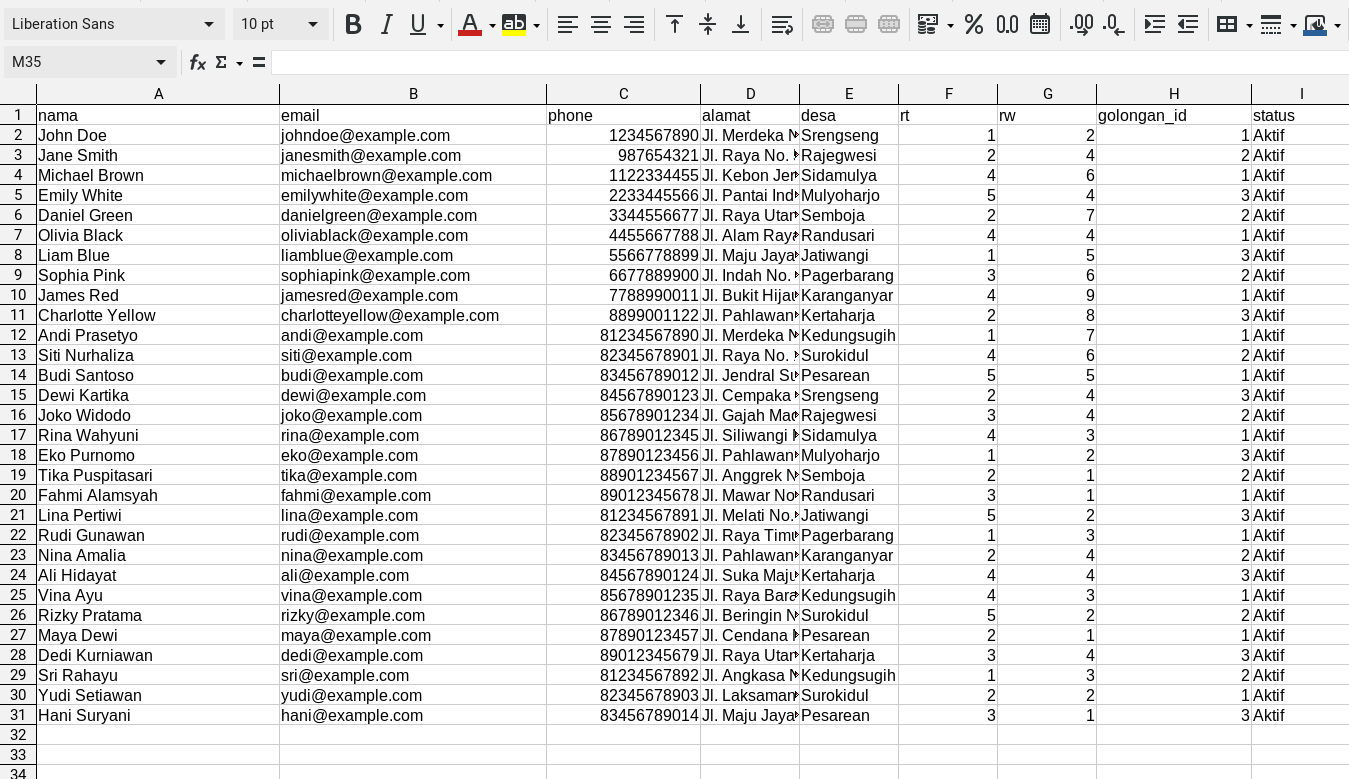 Liberation Sans 10 pt B I U A ab % 0.0 .00 .0
M35 fx Σ =
A B C D E F G H I
1 nama email phone alamat desa rt rw golongan_id status
2 John Doe johndoe@example.com 1234567890 Jl. Merdeka Srengseng 1 2 1 Aktif
3 Jane Smith janesmith@example.com 987654321 Jl. Raya No. Rajegwesi 2 4 2 Aktif
4 Michael Brown michaelbrown@example.com 1122334455 Jl. Kebon Jer Sidamulya 4 6 1 Aktif
5 Emily White emilywhite@example.com 2233445566 Jl. Pantai Ind Mulyoharjo 5 4 3 Aktif
6 Daniel Green danielgreen@example.com 3344556677 Jl. Raya Utar Semboja 2 7 2 Aktif
7 Olivia Black oliviablack@example.com 4455667788 Jl. Alam Raya Randusari 4 4 1 Aktif
8 Liam Blue liamblue@example.com 5566778899 Jl. Maju Jaya Jatiwangi 1 5 3 Aktif
9 Sophia Pink sophiapink@example.com 6677889900 Jl. Indah No. Pagerbarang 3 6 2 Aktif
10 James Red jamesred@example.com 7788990011 Jl. Bukit Hijau Karanganyar 4 9 1 Aktif
11 Charlotte Yellow charlotteyellow@example.com 8899001122 Jl. Pahlawan Kertaharja 2 8 3 Aktif
12 Andi Prasetyo andi@example.com 81234567890 Jl. Merdeka Kedungsugih 1 7 1 Aktif
13 Siti Nurhaliza siti@example.com 82345678901 Jl. Raya No. Surokidul 4 6 2 Aktif
14 Budi Santoso budi@example.com 83456789012 Jl. Jendral Su Pesarean 5 5 1 Aktif
15 Dewi Kartika dewi@example.com 84567890123 Jl. Cempaka Srengseng 2 4 3 Aktif
16 Joko Widodo joko@example.com 85678901234 Jl. Gajah Mad Rajegwesi 3 4 2 Aktif
17 Rina Wahyuni rina@example.com 86789012345 Jl. Siliwangi Sidamulya 4 3 1 Aktif
18 Eko Purnomo eko@example.com 87890123456 Jl. Pahlawan Mulyoharjo 1 2 3 Aktif
19 Tika Puspitasari tika@example.com 88901234567 Jl. Anggrek Semboja 2 1 2 Aktif
20 Fahmi Alamsyah fahmi@example.com 89012345678 Jl. Mawar No Randusari 3 1 1 Aktif
21 Lina Pertiwi lina@example.com 81234567891 Jl. Melati No. Jatiwangi 5 2 3 Aktif
22 Rudi Gunawan rudi@example.com 82345678902 Jl. Raya Timu Pagerbarang 1 3 1 Aktif
23 Nina Amalia nina@example.com 83456789013 Jl. Pahlawan Karanganyar 2 4 2 Aktif
24 Ali Hidayat ali@example.com 84567890124 Jl. Suka Maju Kertaharja 4 4 3 Aktif
25 Vina Ayu vina@example.com 85678901235 Jl. Raya Bara Kedungsugih 4 3 1 Aktif
26 Rizky Pratama rizky@example.com 86789012346 Jl. Beringin Surokidul 5 2 2 Aktif
27 Maya Dewi maya@example.com 87890123457 Jl. Cendana Pesarean 2 1 1 Aktif
28 Dedi Kurniawan dedi@example.com 89012345679 Jl. Raya Utar Kertaharja 3 4 3 Aktif
29 Sri Rahayu sri@example.com 81234567892 Jl. Angkasa Kedungsugih 1 3 2 Aktif
30 Yudi Setiawan yudi@example.com 82345678903 Jl. Laksaman Surokidul 2 2 1 Aktif
31 Hani Suryani hani@example.com 83456789014 Jl. Maju Jaya Pesarean 3 1 3 Aktif
32
33
34